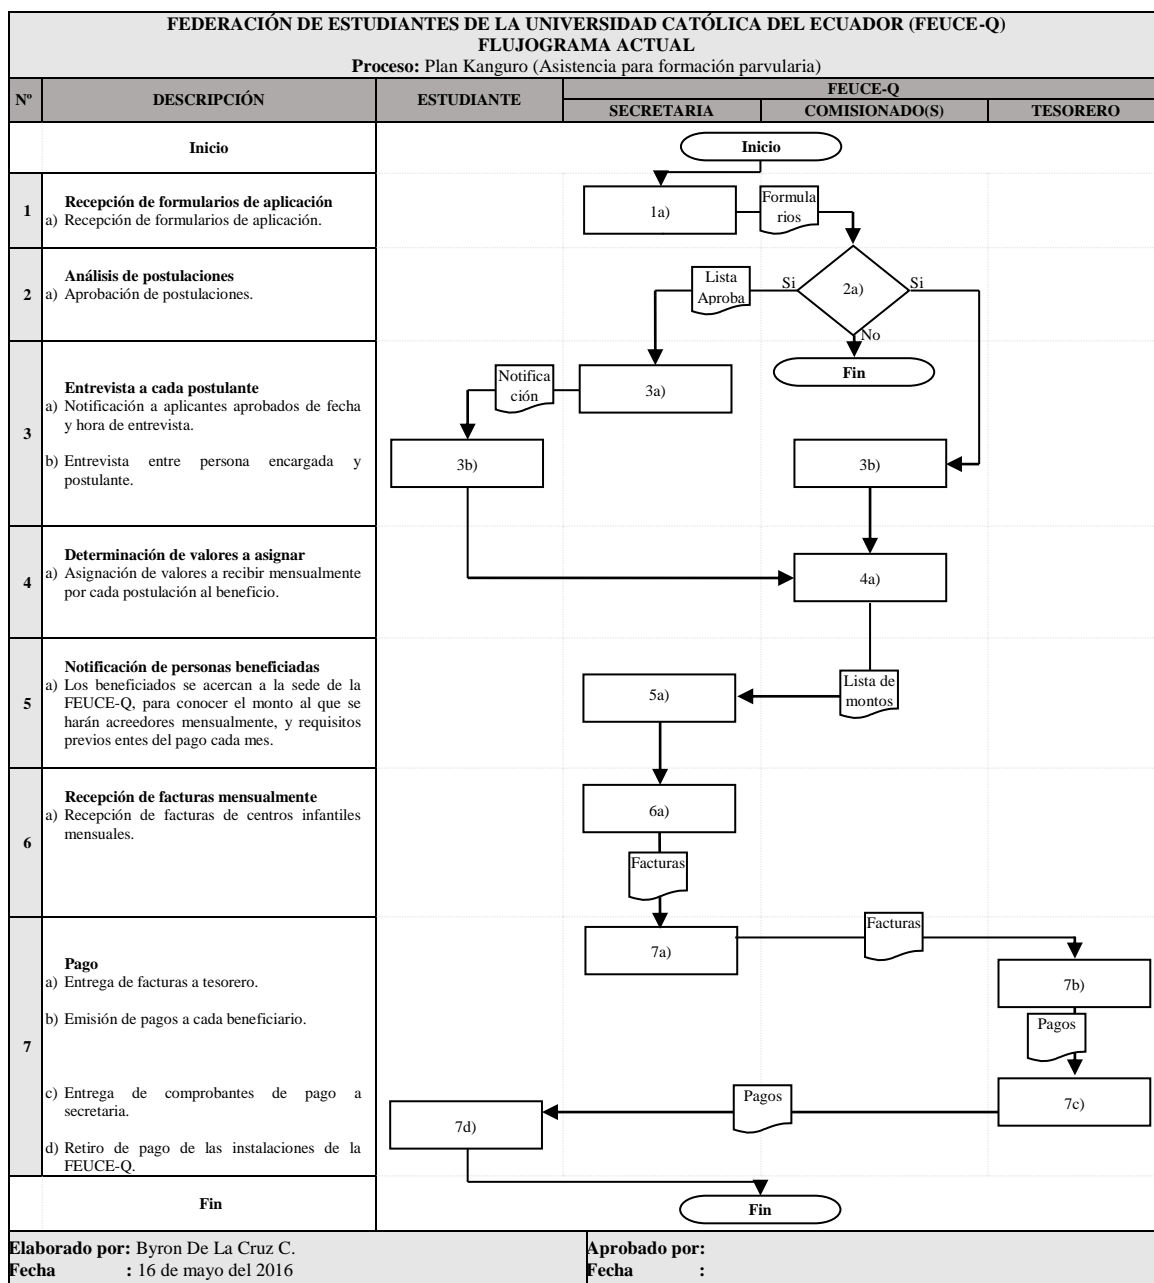 FEDERACIÓN DE ESTUDIANTES DE LA UNIVERSIDAD CATÓLICA DEL ECUADOR (FEUCE-Q)
FLUJOGRAMA ACTUAL
Proceso: Plan Kanguro (Asistencia para formación parvularia)
Nº
DESCRIPCIÓN
ESTUDIANTE
FEUCE-Q
SECRETARIA
COMISIONADO(S)
TESORERO
Inicio
Inicio
1
Recepción de formularios de aplicación
a) Recepción de formularios de aplicación.
1a)
Formula
rios
2
Análisis de postulaciones
a) Aprobación de postulaciones.
Lista
Aproba
Si
2a)
Si
No
Fin
3
Entrevista a cada postulante
a) Notificación a aplicantes aprobados de fecha
y hora de entrevista.
b) Entrevista entre persona encargada y
postulante.
Notifica
ción
3a)
3b)
3b)
4
Determinación de valores a asignar
a) Asignación de valores a recibir mensualmente
por cada postulación al beneficio.
4a)
5
Notificación de personas beneficiadas
a) Los beneficiados se acercan a la sede de la
FEUCE-Q, para conocer el monto al que se
harán acreedores mensualmente, y requisitos
previos entes del pago cada mes.
5a)
Lista de
montos
6
Recepción de facturas mensualmente
a) Recepción de facturas de centros infantiles
mensuales.
6a)
Facturas
7
Pago
a) Entrega de facturas a tesorero.
b) Emisión de pagos a cada beneficiario.
c) Entrega de comprobantes de pago a
secretaria.
d) Retiro de pago de las instalaciones de la
FEUCE-Q.
7a)
Facturas
7b)
Pagos
7c)
Pagos
7d)
Fin
Fin
Elaborado por: Byron De La Cruz C.
Fecha : 16 de mayo del 2016
Aprobado por:
Fecha :